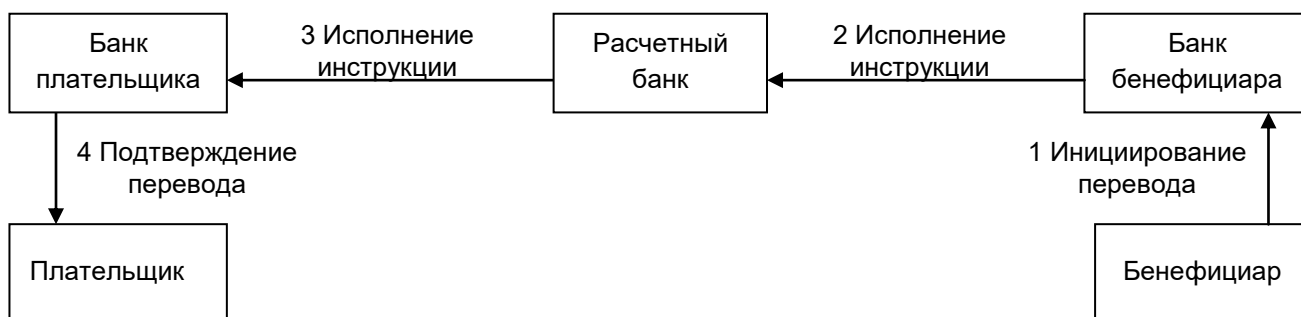 Банк
плательщика
3 Исполнение
инструкции
Расчетный
банк
2 Исполнение
инструкции
Банк
бенефициара
4 Подтверждение
перевода
1 Инициирование
перевода
Плательщик
Бенефициар